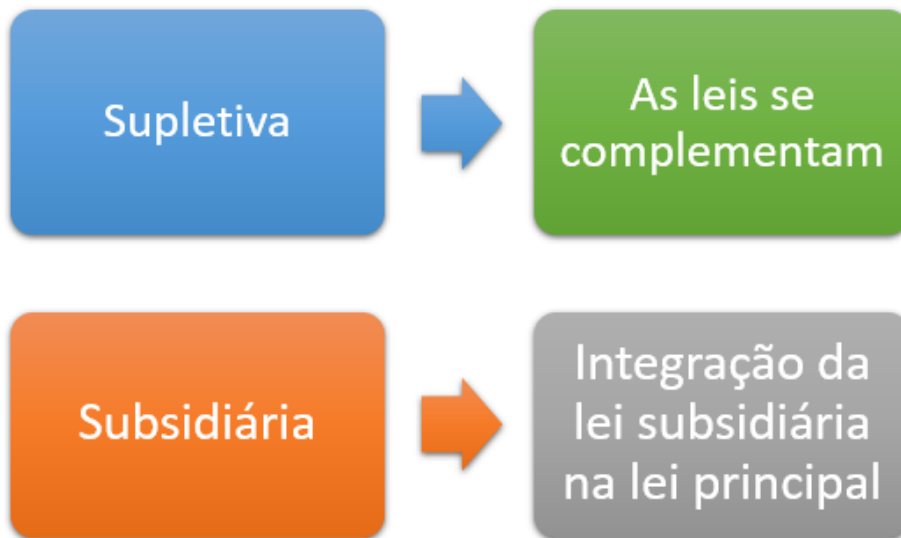 Supletiva
As leis se
complementam
Subsidiária
Integração da
lei subsidiária
na lei principal